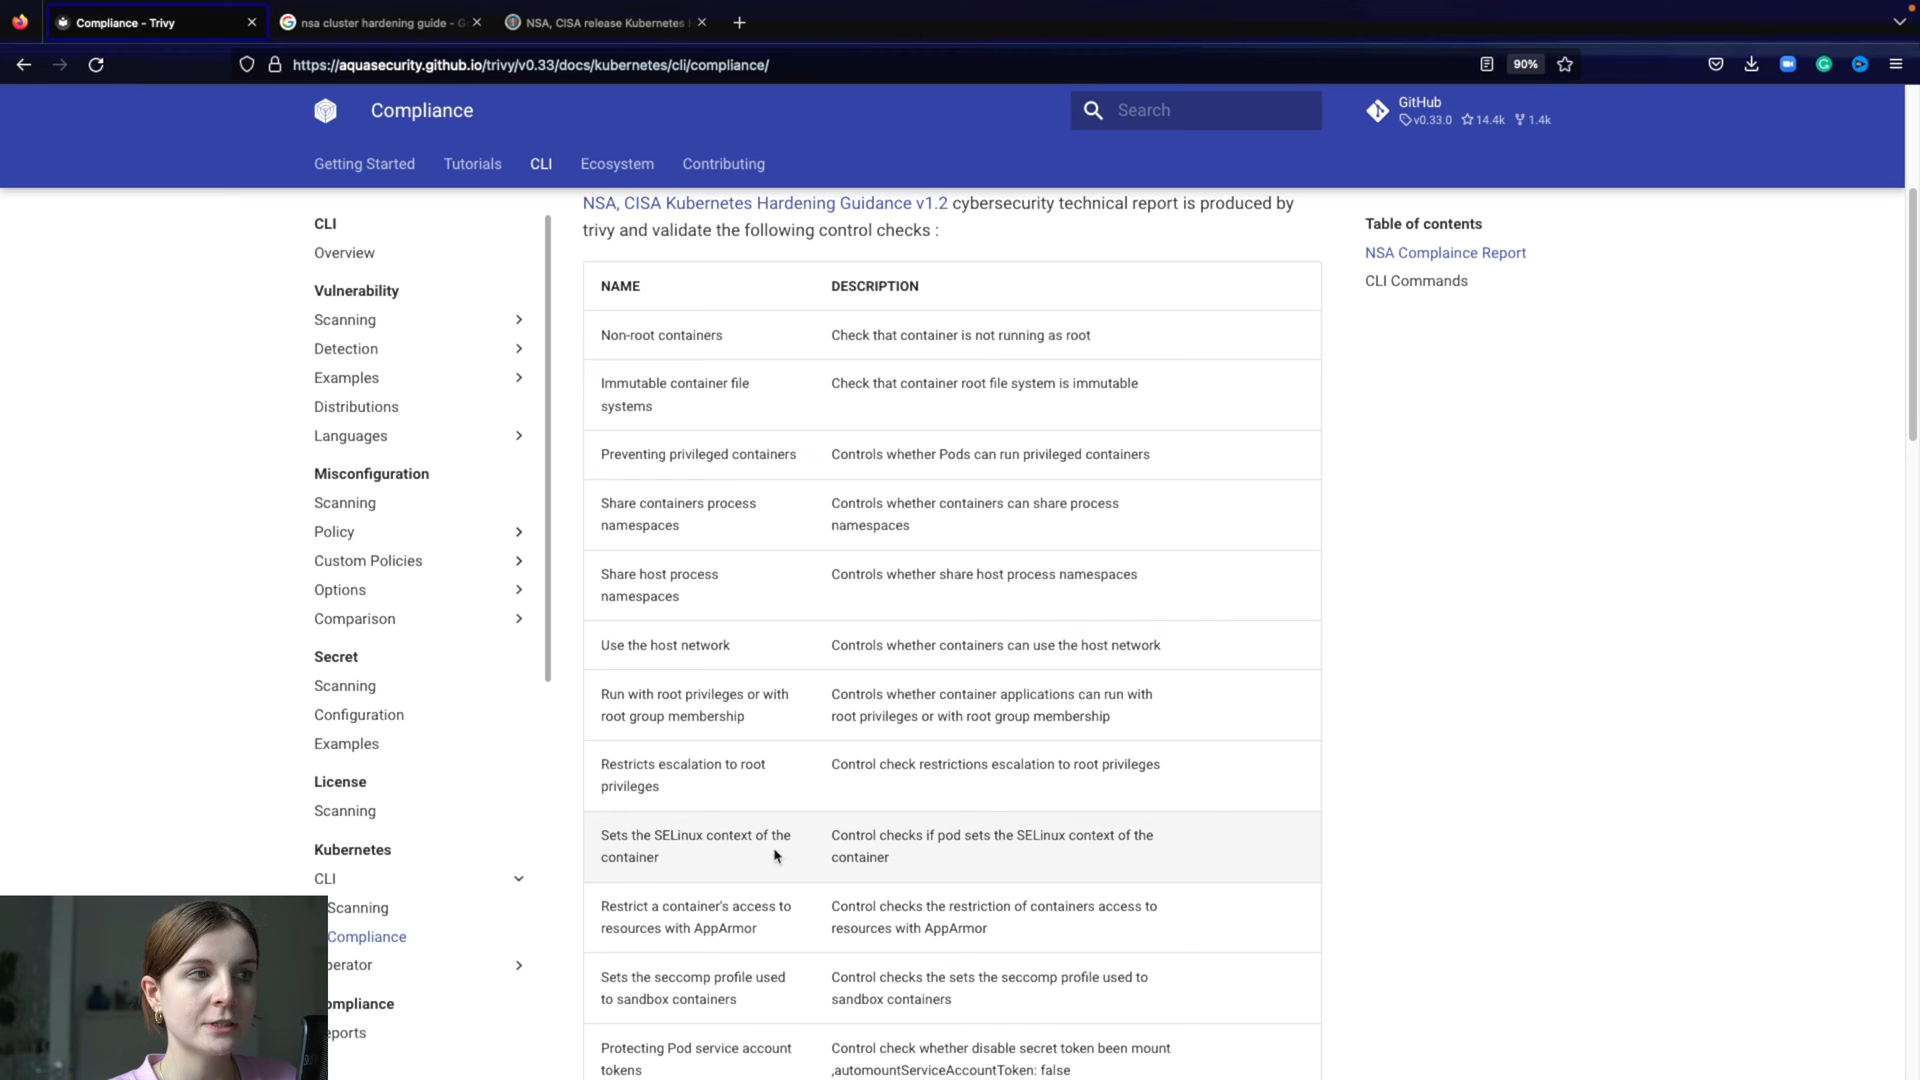 Compliance - Trivy
nsa cluster hardening guide - G
NSA, CISA release Kubernetes H
https://aquasecurity.github.io/trivy/v0.33/docs/kubernetes/cli/compliance/
90%
Compliance
Search
GitHub
v0.33.0 14.4k 1.4k
Getting Started Tutorials CLI Ecosystem Contributing
CLI
Overview
Vulnerability
Scanning
Detection
Examples
Distributions
Languages
Misconfiguration
Scanning
Policy
Custom Policies
Options
Comparison
Secret
Scanning
Configuration
Examples
License
Scanning
Kubernetes
CLI
Scanning
Compliance
perator
ompliance
eports
NSA, CISA Kubernetes Hardening Guidance v1.2 cybersecurity technical report is produced by
trivy and validate the following control checks :
NAME DESCRIPTION
Non-root containers Check that container is not running as root
Immutable container file Check that container root file system is immutable
systems
Preventing privileged containers Controls whether Pods can run privileged containers
Share containers process Controls whether containers can share process
namespaces namespaces
Share host process Controls whether share host process namespaces
namespaces
Use the host network Controls whether containers can use the host network
Run with root privileges or with Controls whether container applications can run with
root group membership root privileges or with root group membership
Restricts escalation to root Control check restrictions escalation to root privileges
privileges
Sets the SELinux context of the Control checks if pod sets the SELinux context of the
container container
Restrict a container's access to Control checks the restriction of containers access to
resources with AppArmor resources with AppArmor
Sets the seccomp profile used Control checks the sets the seccomp profile used to
to sandbox containers sandbox containers
Protecting Pod service account Control check whether disable secret token been mount
tokens ,automountServiceAccountToken: false
Table of contents
NSA Complaince Report
CLI Commands